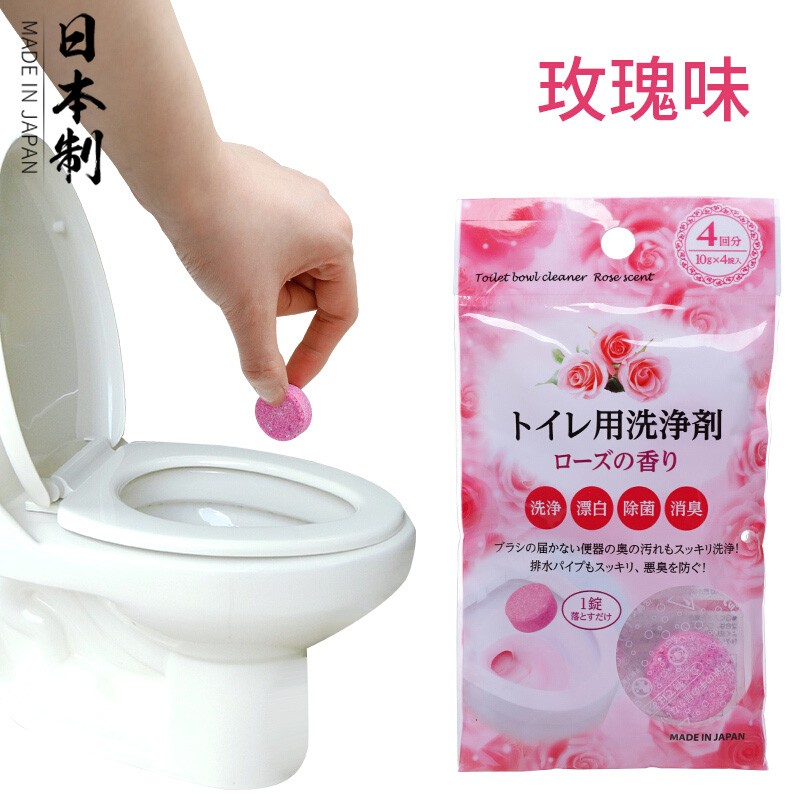 日本制
MADE IN JAPAN
玫瑰味
4回分
10g×4錠入
Toilet bowl cleaner Rose scent
トイレ用洗浄剤
ローズの香り
洗浄 漂白 除菌 消臭
ブラシの届かない便器の奥の汚れもスッキリ洗浄!
排水パイプもスッキリ、悪臭を防ぐ!
1錠
落とすだけ
MADE IN JAPAN